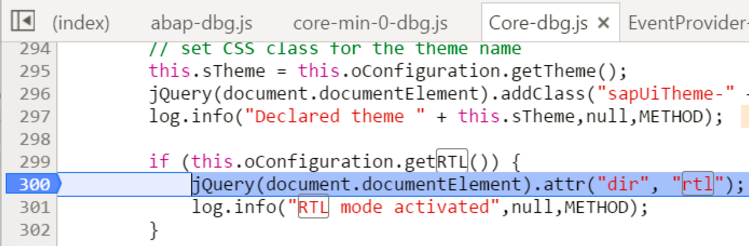 (index) abap-dbg.js core-min-0-dbg.js Core-dbg.js × EventProvider-
294 // set CSS class for the theme name
295 this.sTheme = this.oConfiguration.getTheme();
296 jQuery(document.documentElement).addClass("sapUiTheme-" +
297 log.info("Declared theme " + this.sTheme,null,METHOD);
298
299 if (this.oConfiguration.getRTL()) {
300 jQuery(document.documentElement).attr("dir", "rtl");
301 log.info("RTL mode activated",null,METHOD);
302 }